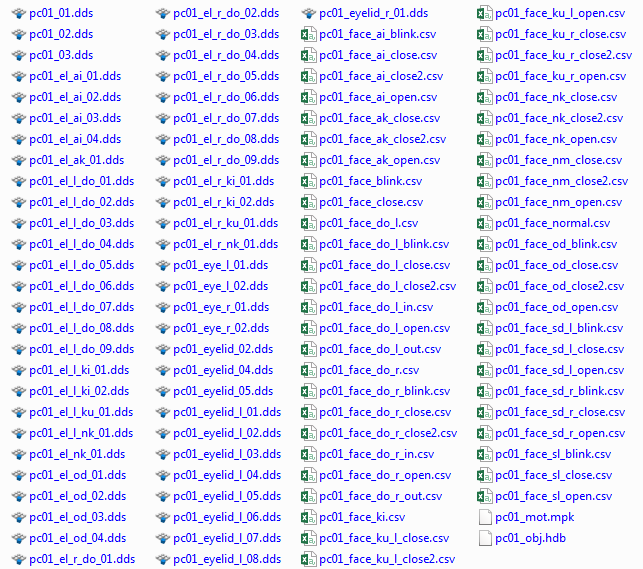 pc01_01.dds
pc01_02.dds
pc01_03.dds
pc01_el_ai_01.dds
pc01_el_ai_02.dds
pc01_el_ai_03.dds
pc01_el_ai_04.dds
pc01_el_ak_01.dds
pc01_el_l_do_01.dds
pc01_el_l_do_02.dds
pc01_el_l_do_03.dds
pc01_el_l_do_04.dds
pc01_el_l_do_05.dds
pc01_el_l_do_06.dds
pc01_el_l_do_07.dds
pc01_el_l_do_08.dds
pc01_el_l_do_09.dds
pc01_el_l_ki_01.dds
pc01_el_l_ki_02.dds
pc01_el_l_ku_01.dds
pc01_el_l_nk_01.dds
pc01_el_nk_01.dds
pc01_el_od_01.dds
pc01_el_od_02.dds
pc01_el_od_03.dds
pc01_el_od_04.dds
pc01_el_r_do_01.dds
pc01_el_r_do_02.dds
pc01_el_r_do_03.dds
pc01_el_r_do_04.dds
pc01_el_r_do_05.dds
pc01_el_r_do_06.dds
pc01_el_r_do_07.dds
pc01_el_r_do_08.dds
pc01_el_r_do_09.dds
pc01_el_r_ki_01.dds
pc01_el_r_ki_02.dds
pc01_el_r_ku_01.dds
pc01_el_r_nk_01.dds
pc01_eye_l_01.dds
pc01_eye_l_02.dds
pc01_eye_r_01.dds
pc01_eye_r_02.dds
pc01_eyelid_02.dds
pc01_eyelid_04.dds
pc01_eyelid_05.dds
pc01_eyelid_l_01.dds
pc01_eyelid_l_02.dds
pc01_eyelid_l_03.dds
pc01_eyelid_l_04.dds
pc01_eyelid_l_05.dds
pc01_eyelid_l_06.dds
pc01_eyelid_l_07.dds
pc01_eyelid_l_08.dds
pc01_eyelid_r_01.dds
pc01_face_ai_blink.csv
pc01_face_ai_close.csv
pc01_face_ai_close2.csv
pc01_face_ai_open.csv
pc01_face_ak_close.csv
pc01_face_ak_close2.csv
pc01_face_ak_open.csv
pc01_face_blink.csv
pc01_face_close.csv
pc01_face_do_l.csv
pc01_face_do_l_blink.csv
pc01_face_do_l_close.csv
pc01_face_do_l_close2.csv
pc01_face_do_l_in.csv
pc01_face_do_l_open.csv
pc01_face_do_l_out.csv
pc01_face_do_r.csv
pc01_face_do_r_blink.csv
pc01_face_do_r_close.csv
pc01_face_do_r_close2.csv
pc01_face_do_r_in.csv
pc01_face_do_r_open.csv
pc01_face_do_r_out.csv
pc01_face_ki.csv
pc01_face_ku_l_close.csv
pc01_face_ku_l_close2.csv
pc01_face_ku_l_open.csv
pc01_face_ku_r_close.csv
pc01_face_ku_r_close2.csv
pc01_face_ku_r_open.csv
pc01_face_nk_close.csv
pc01_face_nk_close2.csv
pc01_face_nk_open.csv
pc01_face_nm_close.csv
pc01_face_nm_close2.csv
pc01_face_nm_open.csv
pc01_face_normal.csv
pc01_face_od_blink.csv
pc01_face_od_close.csv
pc01_face_od_close2.csv
pc01_face_od_open.csv
pc01_face_sd_l_blink.csv
pc01_face_sd_l_close.csv
pc01_face_sd_l_open.csv
pc01_face_sd_r_blink.csv
pc01_face_sd_r_close.csv
pc01_face_sd_r_open.csv
pc01_face_sl_blink.csv
pc01_face_sl_close.csv
pc01_face_sl_open.csv
pc01_mot.mpk
pc01_obj.hdb